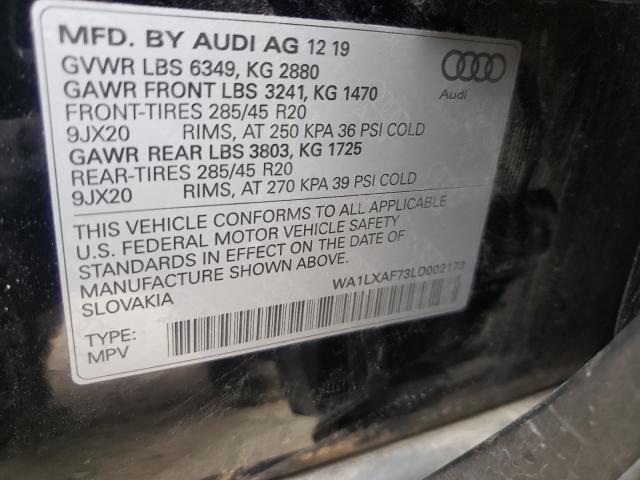 MFD. BY AUDI AG 12 19
GVWR LBS 6349, KG 2880
GAWR FRONT LBS 3241, KG 1470
FRONT-TIRES 285/45 R20
9JX20 RIMS, AT 250 KPA 36 PSI COLD
GAWR REAR LBS 3803, KG 1725
REAR-TIRES 285/45 R20
9JX20 RIMS, AT 270 KPA 39 PSI COLD
Audi
THIS VEHICLE CONFORMS TO ALL APPLICABLE
U.S. FEDERAL MOTOR VEHICLE SAFETY
STANDARDS IN EFFECT ON THE DATE OF
MANUFACTURE SHOWN ABOVE.
SLOVAKIA
WA1LXAF73LD002173
TYPE:
MPV